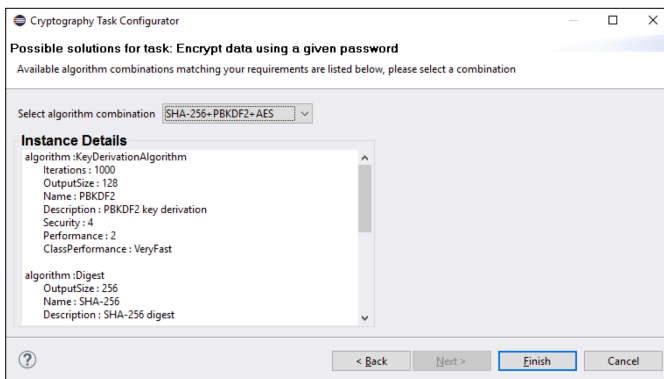 Cryptography Task Configurator
Possible solutions for task: Encrypt data using a given password
Available algorithm combinations matching your requirements are listed below, please select a combination
Select algorithm combination SHA-256+PBKDF2+AES
Instance Details
algorithm :KeyDerivationAlgorithm
Iterations : 1000
OutputSize : 128
Name : PBKDF2
Description : PBKDF2 key derivation
Security : 4
Performance : 2
ClassPerformance : VeryFast
algorithm :Digest
OutputSize : 256
Name : SHA-256
Description : SHA-256 digest
? < Back Next > Finish Cancel